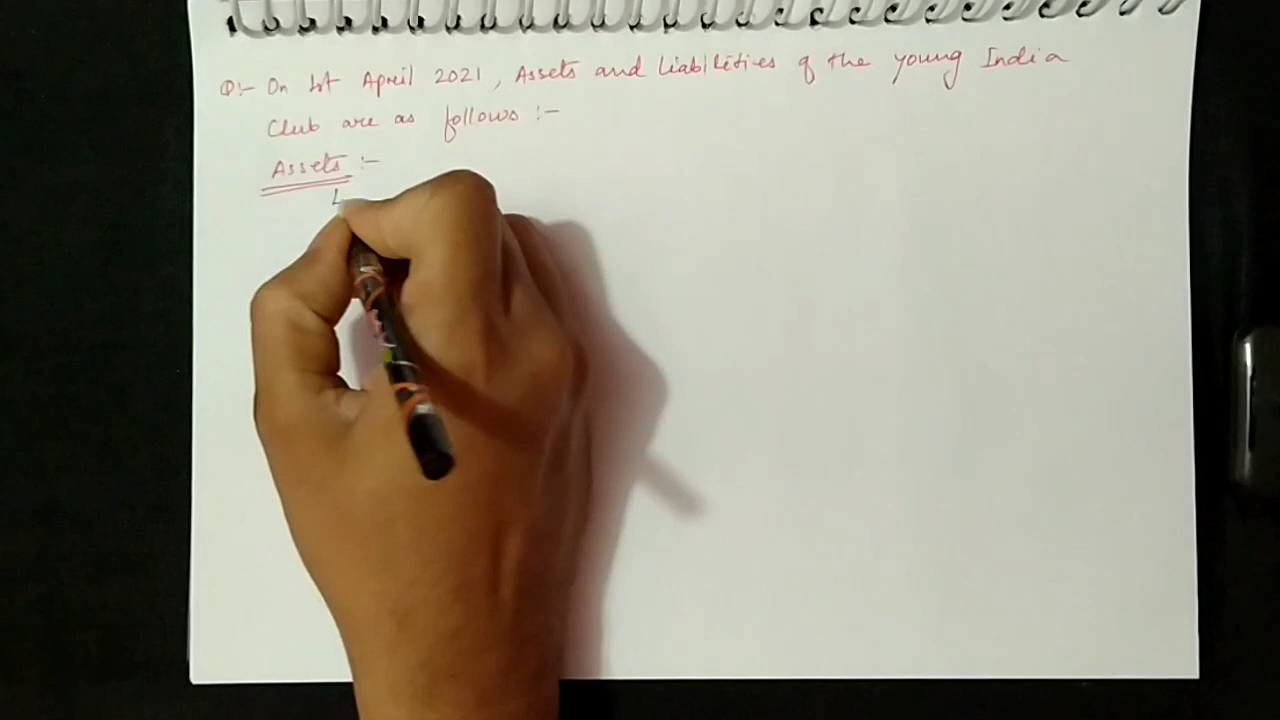 Q:- On 1st April 2021, Assets and Liabilities of the young India
Club are as follows :-
Assets :-
L